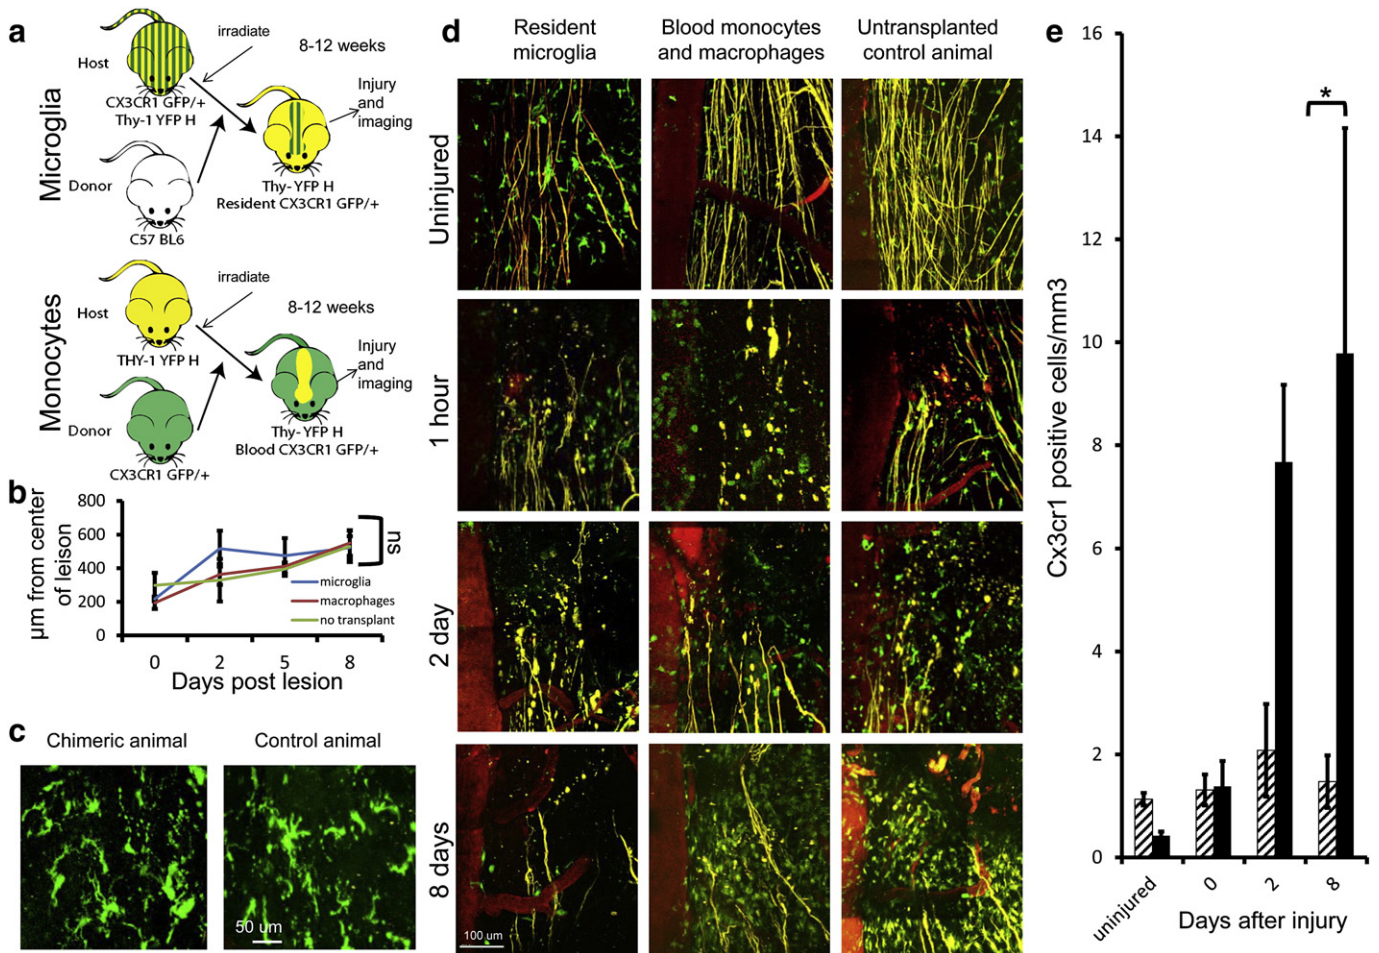 a
Microglia
Host
irradiate
8-12 weeks
CX3CR1 GFP/+
Thy-1 YFP H
Injury
and
imaging
Donor
C57 BL6
Thy- YFP H
Resident CX3CR1 GFP/+
Monocytes
Host
irradiate
8-12 weeks
THY-1 YFP H
Injury
and
imaging
Donor
CX3CR1 GFP/+
Thy- YFP H
Blood CX3CR1 GFP/+
b
µm from center
of leison
800
600
400
200
0
ns
microglia
macrophages
no transplant
0 2 5 8
Days post lesion
c
Chimeric animal
Control animal
50 um
d
Resident
microglia
Blood monocytes
and macrophages
Untransplanted
control animal
Uninjured
1 hour
2 day
8 days
100 um
e
Cx3cr1 positive cells/mm3
16
14
12
10
8
6
4
2
0
*
uninjured 0 2 8
Days after injury